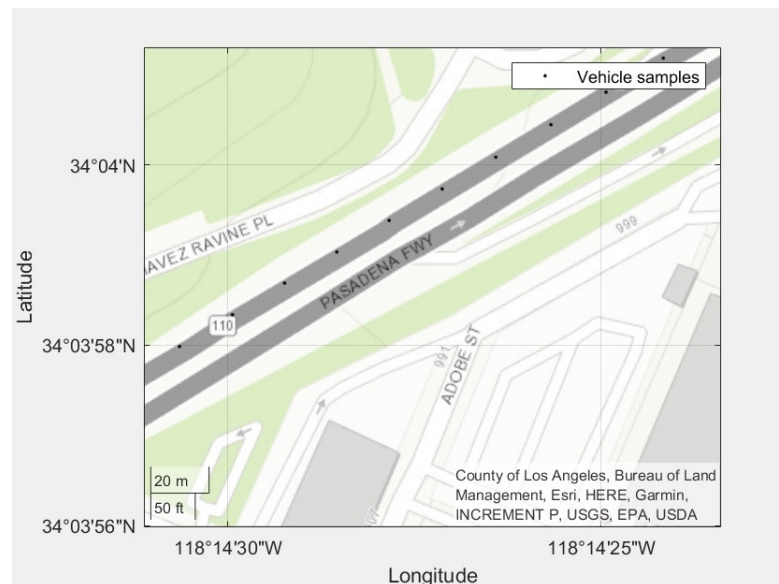 Vehicle samples
34°04'N
AVEZ RAVINE PL
999
PASADENA FWY
Latitude
110
34°03'58"N
991
ADOBE ST
20 m
50 ft
County of Los Angeles, Bureau of Land
Management, Esri, HERE, Garmin,
INCREMENT P, USGS, EPA, USDA
34°03'56"N
118°14'30"W
118°14'25"W
Longitude